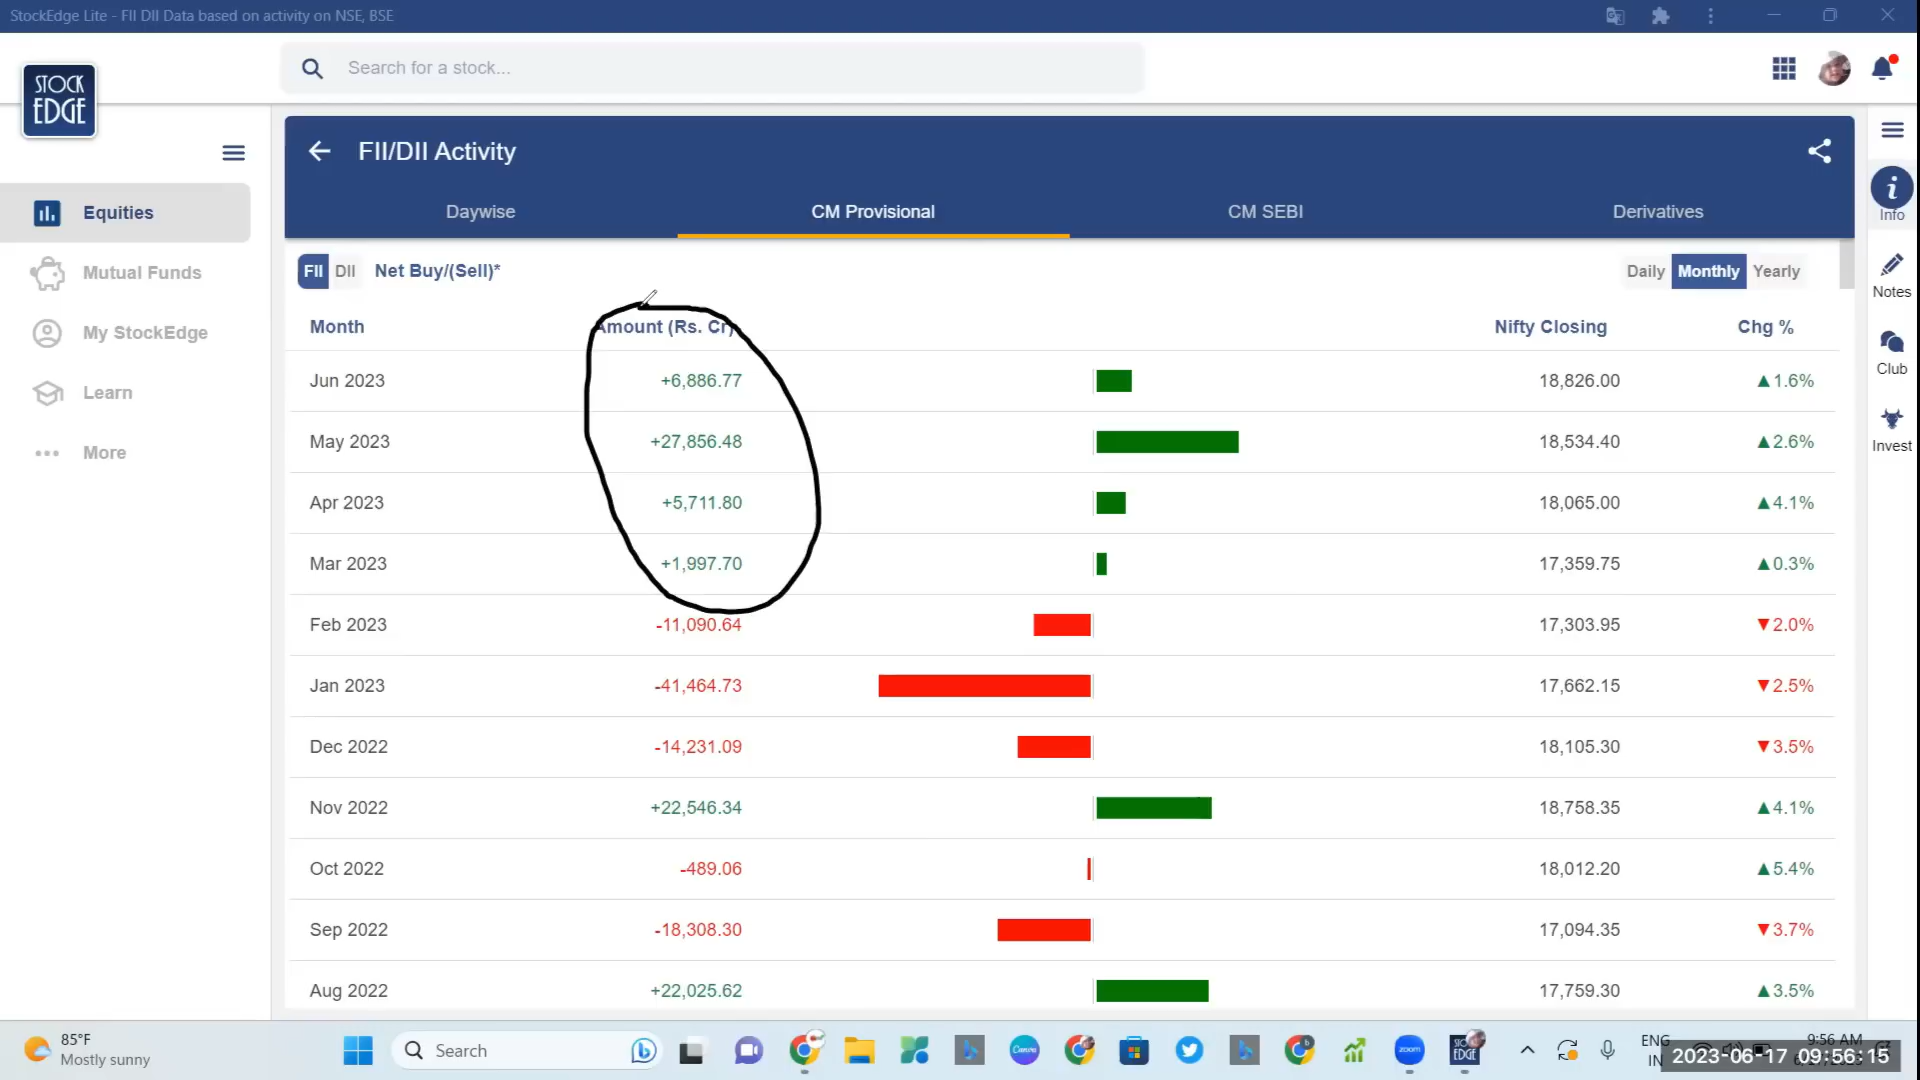 StockEdge Lite - FII DII Data based on activity on NSE, BSE
STOCK
EDGE
Search for a stock...
FII/DII Activity
Daywise CM Provisional CM SEBI Derivatives
FII DII Net Buy/(Sell)* Daily Monthly Yearly
Month Amount (Rs. Cr) Nifty Closing Chg %
Jun 2023 +6,886.77 18,826.00 ▲1.6%
May 2023 +27,856.48 18,534.40 ▲2.6%
Apr 2023 +5,711.80 18,065.00 ▲4.1%
Mar 2023 +1,997.70 17,359.75 ▲0.3%
Feb 2023 -11,090.64 17,303.95 ▼2.0%
Jan 2023 -41,464.73 17,662.15 ▼2.5%
Dec 2022 -14,231.09 18,105.30 ▼3.5%
Nov 2022 +22,546.34 18,758.35 ▲4.1%
Oct 2022 -489.06 18,012.20 ▲5.4%
Sep 2022 -18,308.30 17,094.35 ▼3.7%
Aug 2022 +22,025.62 17,759.30 ▲3.5%
Equities
Mutual Funds
My StockEdge
Learn
More
Info
Notes
Club
Invest
85°F
Mostly sunny
Search
Canva
zoom
STOCK
EDGE
ENG
IN
9:56 AM
2023-06-17 09:56:15